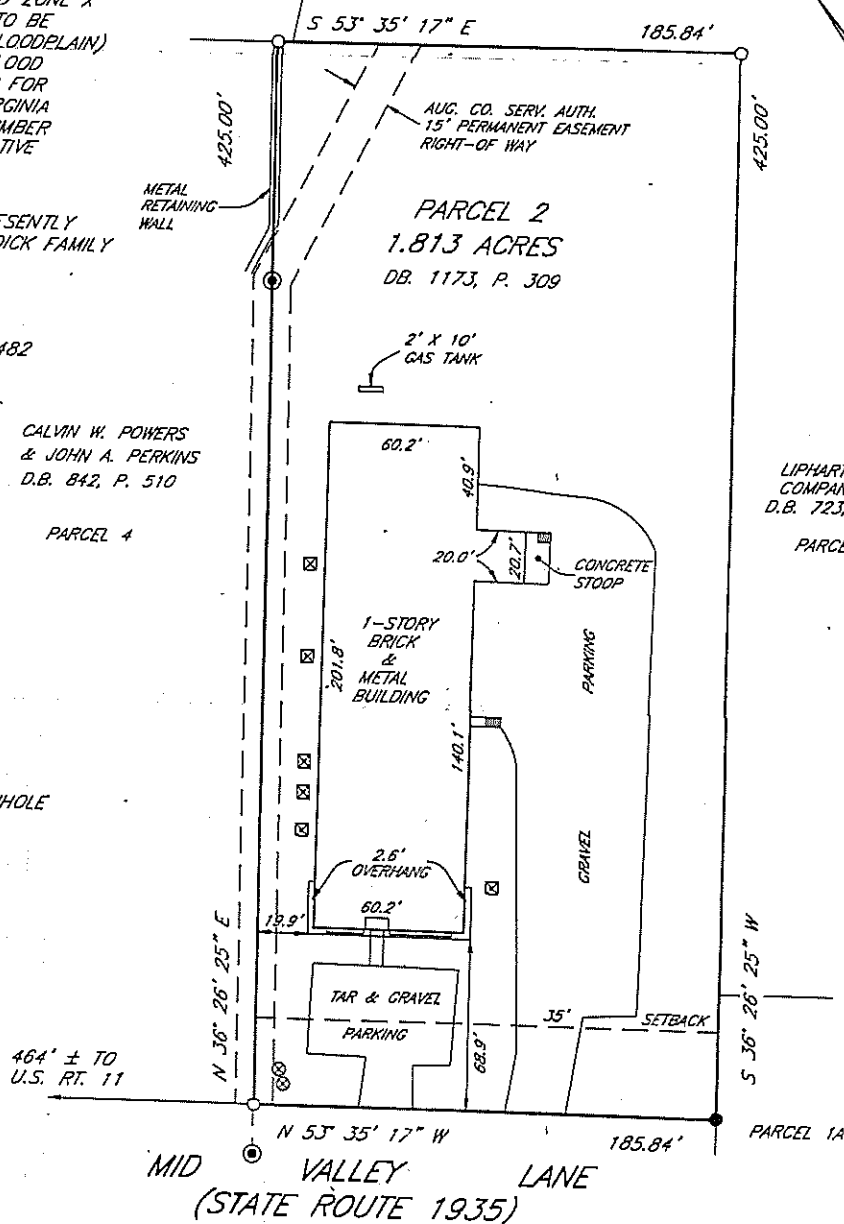 D ZONE X
TO BE
LOODPLAIN)
OOD
FOR
RGINIA
MBER
TIVE
S 53° 35' 17" E
185.84'
425.00'
425.00'
AUG. CO. SERV. AUTH.
15' PERMANENT EASEMENT
RIGHT-OF WAY
METAL
RETAINING
WALL
ESENTLY
DICK FAMILY
PARCEL 2
1.813 ACRES
DB. 1173, P. 309
482
2' X 10'
GAS TANK
CALVIN W. POWERS
& JOHN A. PERKINS
D.B. 842, P. 510
PARCEL 4
60.2'
40.9'
LIPHART
COMPAN
D.B. 723,
PARCE
20.0'
20.7'
CONCRETE
STOOP
1-STORY
BRICK
&
METAL
BUILDING
201.8'
140.1'
PARKING
GRAVEL
NHOLE
2.6'
OVERHANG
60.2'
19.9'
N 36° 26' 25" E
S 36° 26' 25" W
TAR & GRAVEL
PARKING
35'
SETBACK
68.9'
464' ± TO
U.S. RT. 11
N 53° 35' 17" W
185.84'
PARCEL 1A
MID VALLEY LANE
(STATE ROUTE 1935)